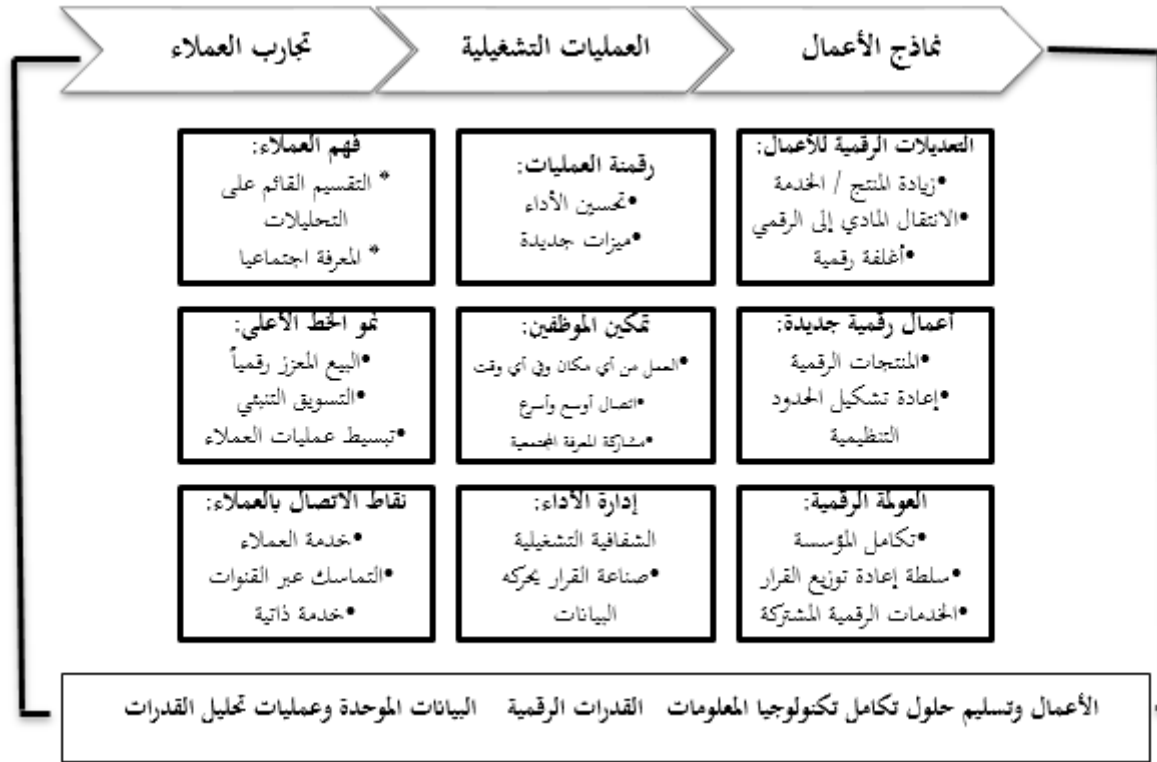 نماذج الأعمال
العمليات التشغيلية
تجارب العملاء
التعديلات الرقمية للأعمال:
•زيادة المنتج / الخدمة
•الانتقال المادي إلى الرقمي
•أغلفة رقمية
رقمنة العمليات:
•تحسين الأداء
•ميزات جديدة
فهم العملاء:
* التقسيم القائم على
التحليلات
* المعرفة اجتماعيا
أعمال رقمية جديدة:
•المنتجات الرقمية
•إعادة تشكيل الحدود
التنظيمية
تمكين الموظفين:
•العمل من أي مكان وفي أي وقت
•اتصال أوسع وأسرع
•مشاركة المعرفة المجتمعية
نمو الخط الأعلى:
•البيع المعزز رقمياً
•التسويق التنبئي
•تبسيط عمليات العملاء
العولمة الرقمية:
•تكامل المؤسسة
•سلطة إعادة توزيع القرار
•الخدمات الرقمية المشتركة
إدارة الأداء:
الشفافية التشغيلية
•صناعة القرار يحركه
البيانات
نقاط الاتصال بالعملاء:
•خدمة العملاء
•التماسك عبر القنوات
•خدمة ذاتية
الأعمال وتسليم حلول تكامل تكنولوجيا المعلومات القدرات الرقمية البيانات الموحدة وعمليات تحليل القدرات